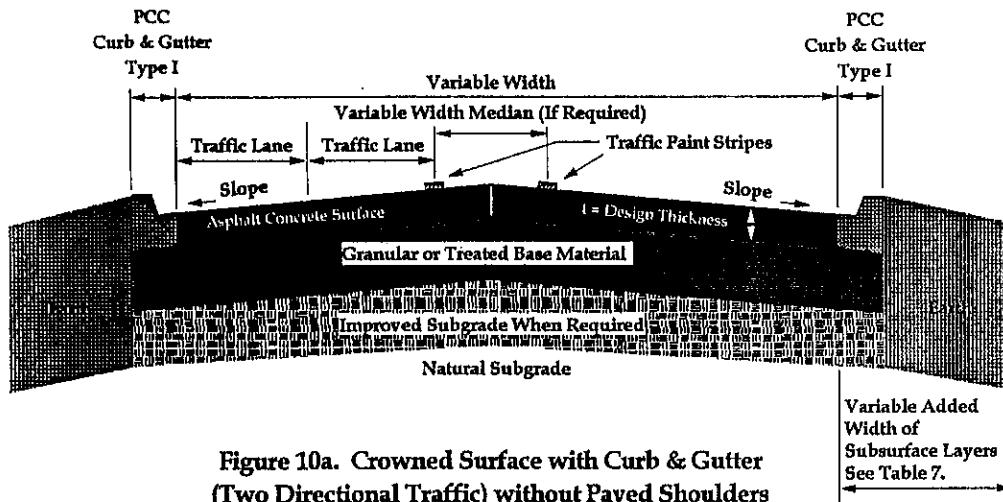 PCC
Curb & Gutter
Type I
PCC
Curb & Gutter
Type I
Variable Width
Variable Width Median (If Required)
Traffic Lane
Traffic Lane
Traffic Paint Stripes
Slope
Slope
Asphalt Concrete Surface
t = Design Thickness
Granular or Treated Base Material
Improved Subgrade When Required
Natural Subgrade
Variable Added
Width of
Subsurface Layers
See Table 7.
Figure 10a. Crowned Surface with Curb & Gutter
(Two Directional Traffic) without Paved Shoulders